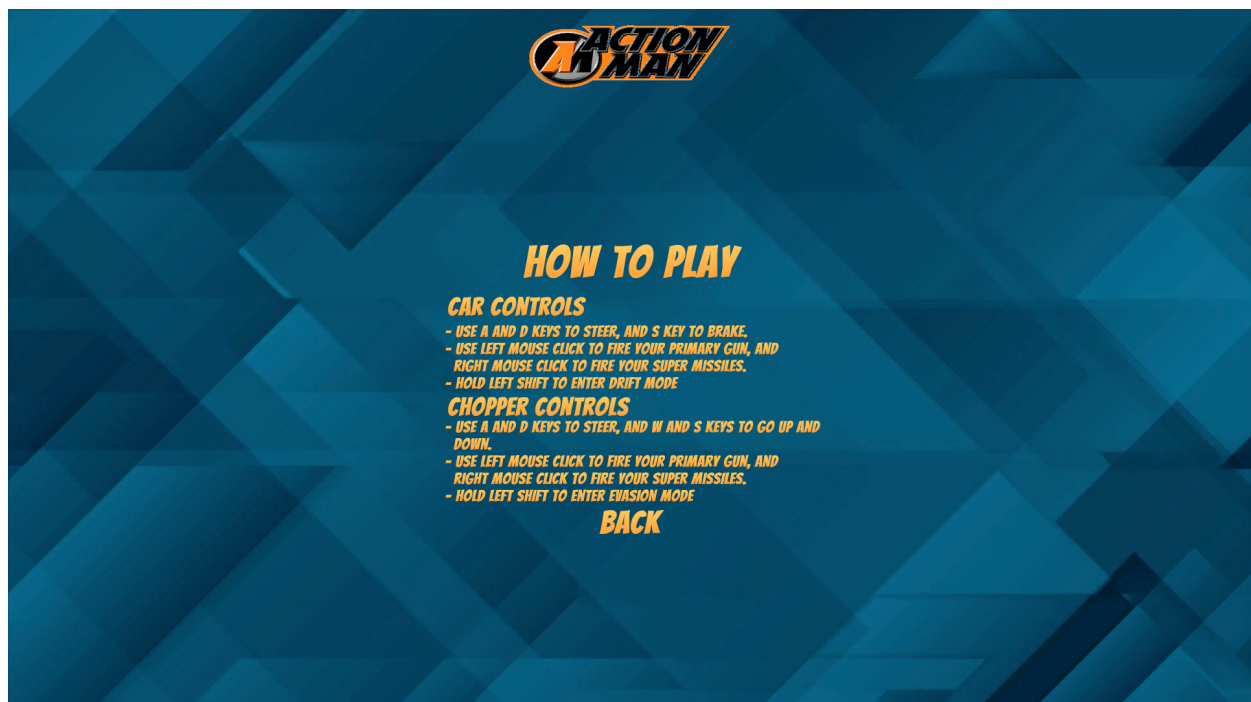 ACTION
MAN
HOW TO PLAY
CAR CONTROLS
- USE A AND D KEYS TO STEER, AND S KEY TO BRAKE.
- USE LEFT MOUSE CLICK TO FIRE YOUR PRIMARY GUN, AND
RIGHT MOUSE CLICK TO FIRE YOUR SUPER MISSILES.
- HOLD LEFT SHIFT TO ENTER DRIFT MODE
CHOPPER CONTROLS
- USE A AND D KEYS TO STEER, AND W AND S KEYS TO GO UP AND
DOWN.
- USE LEFT MOUSE CLICK TO FIRE YOUR PRIMARY GUN, AND
RIGHT MOUSE CLICK TO FIRE YOUR SUPER MISSILES.
- HOLD LEFT SHIFT TO ENTER EVASION MODE
BACK